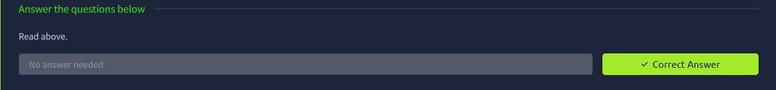 Answer the questions below
Read above.
No answer needed
✓ Correct Answer